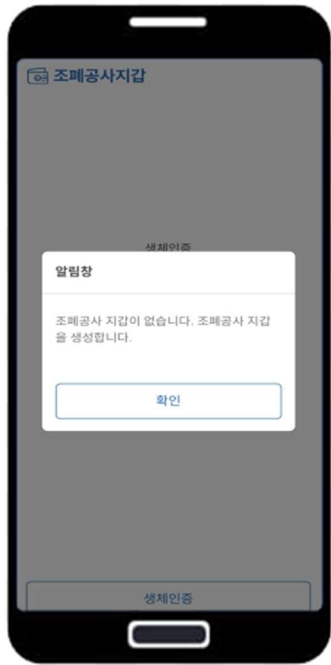 조폐공사지갑
생체인증
알림창
조폐공사 지갑이 없습니다. 조폐공사 지갑
을 생성합니다.
확인
생체인증